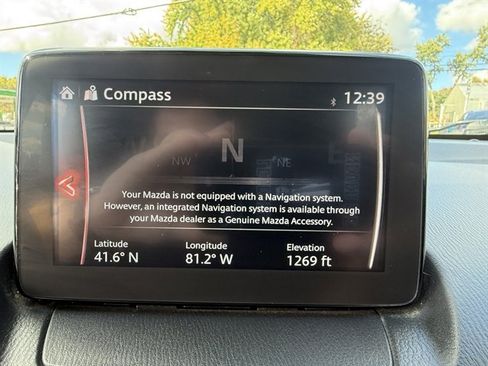 Compass
12:39
N
NW
NE
Your Mazda is not equipped with a Navigation system.
However, an integrated Navigation system is available through
your Mazda dealer as a Genuine Mazda Accessory.
Latitude Longitude Elevation
41.6° N 81.2° W 1269 ft